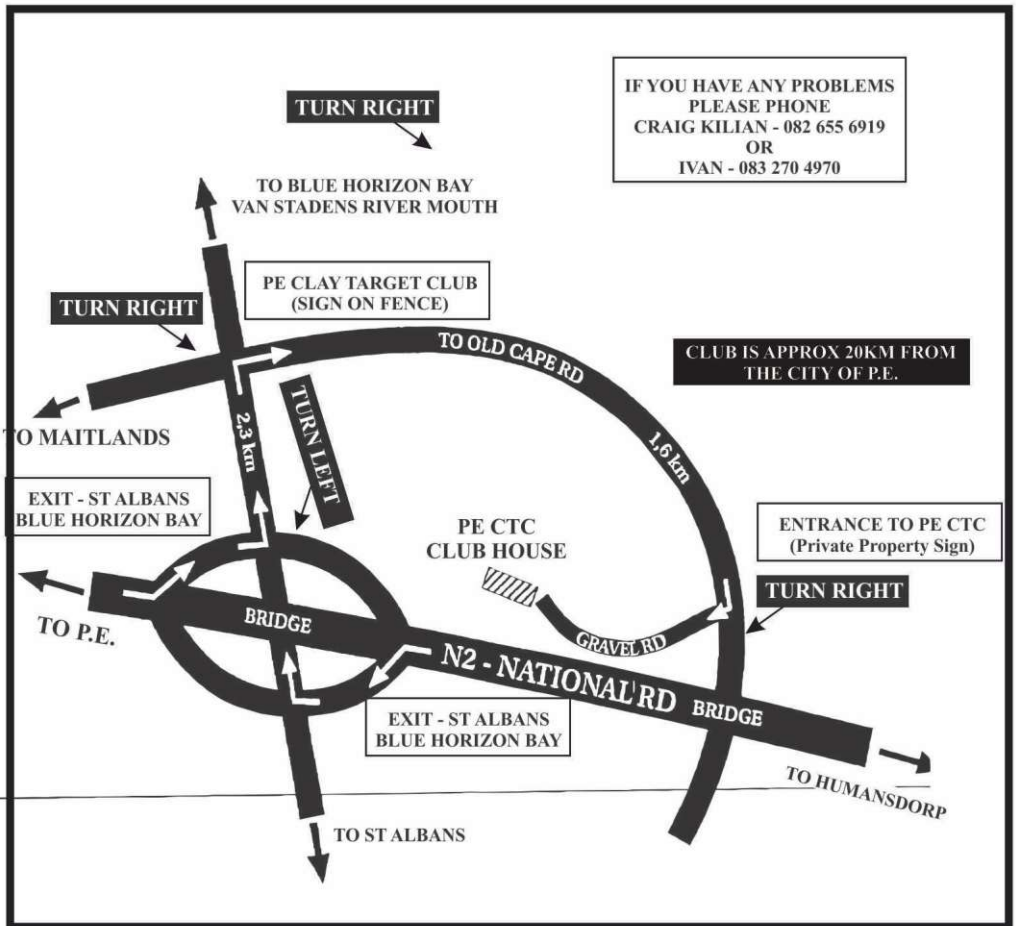 TURN RIGHT
IF YOU HAVE ANY PROBLEMS
PLEASE PHONE
CRAIG KILIAN - 082 655 6919
OR
IVAN - 083 270 4970
TO BLUE HORIZON BAY
VAN STADENS RIVER MOUTH
PE CLAY TARGET CLUB
(SIGN ON FENCE)
TURN RIGHT
TO OLD CAPE RD
CLUB IS APPROX 20KM FROM
THE CITY OF P.E.
TO MAITLANDS
2,3 km
TURN LEFT
1,6 km
EXIT - ST ALBANS
BLUE HORIZON BAY
PE CTC
CLUB HOUSE
ENTRANCE TO PE CTC
(Private Property Sign)
TURN RIGHT
TO P.E.
BRIDGE
GRAVEL RD
N2 - NATIONAL RD
BRIDGE
EXIT - ST ALBANS
BLUE HORIZON BAY
TO HUMANSDORP
TO ST ALBANS